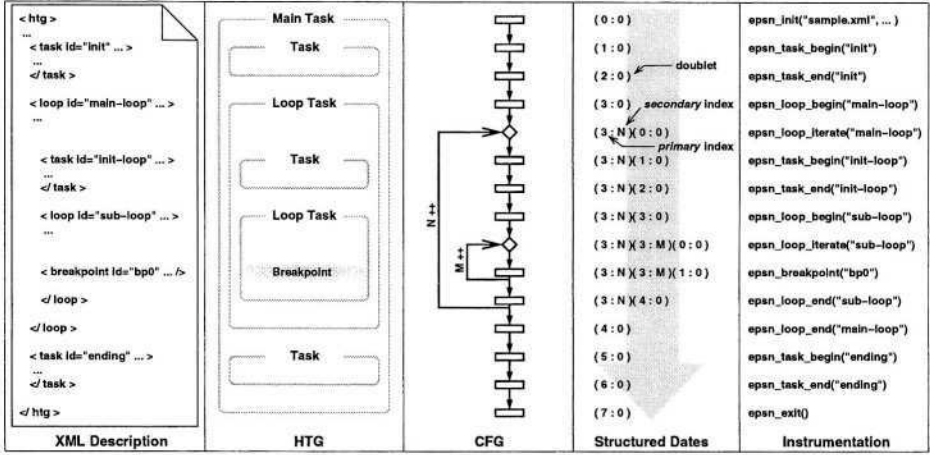 < htg >
...
< task id="init" ... >
...
</ task >
< loop id="main-loop" ... >
...
< task id="init-loop" ... >
...
</ task >
< loop id="sub-loop" ... >
...
< breakpoint id="bp0" ... />
</ loop >
</ loop >
< task id="ending" ... >
...
</ task >
</ htg >
XML Description
Main Task
Task
Loop Task
Task
Loop Task
Breakpoint
Task
HTG
N ++
M ++
CFG
( 0 : 0 )
( 1 : 0 )
doublet
( 2 : 0 )
( 3 : 0 )
secondary index
( 3 : N )( 0 : 0 )
primary index
( 3 : N )( 1 : 0 )
( 3 : N )( 2 : 0 )
( 3 : N )( 3 : 0 )
( 3 : N )( 3 : M )( 0 : 0 )
( 3 : N )( 3 : M )( 1 : 0 )
( 3 : N )( 4 : 0 )
( 4 : 0 )
( 5 : 0 )
( 6 : 0 )
( 7 : 0 )
Structured Dates
epsn_init("sample.xml", ... )
epsn_task_begin("init")
epsn_task_end("init")
epsn_loop_begin("main-loop")
epsn_loop_iterate("main-loop")
epsn_task_begin("init-loop")
epsn_task_end("init-loop")
epsn_loop_begin("sub-loop")
epsn_loop_iterate("sub-loop")
epsn_breakpoint("bp0")
epsn_loop_end("sub-loop")
epsn_loop_end("main-loop")
epsn_task_begin("ending")
epsn_task_end("ending")
epsn_exit()
Instrumentation